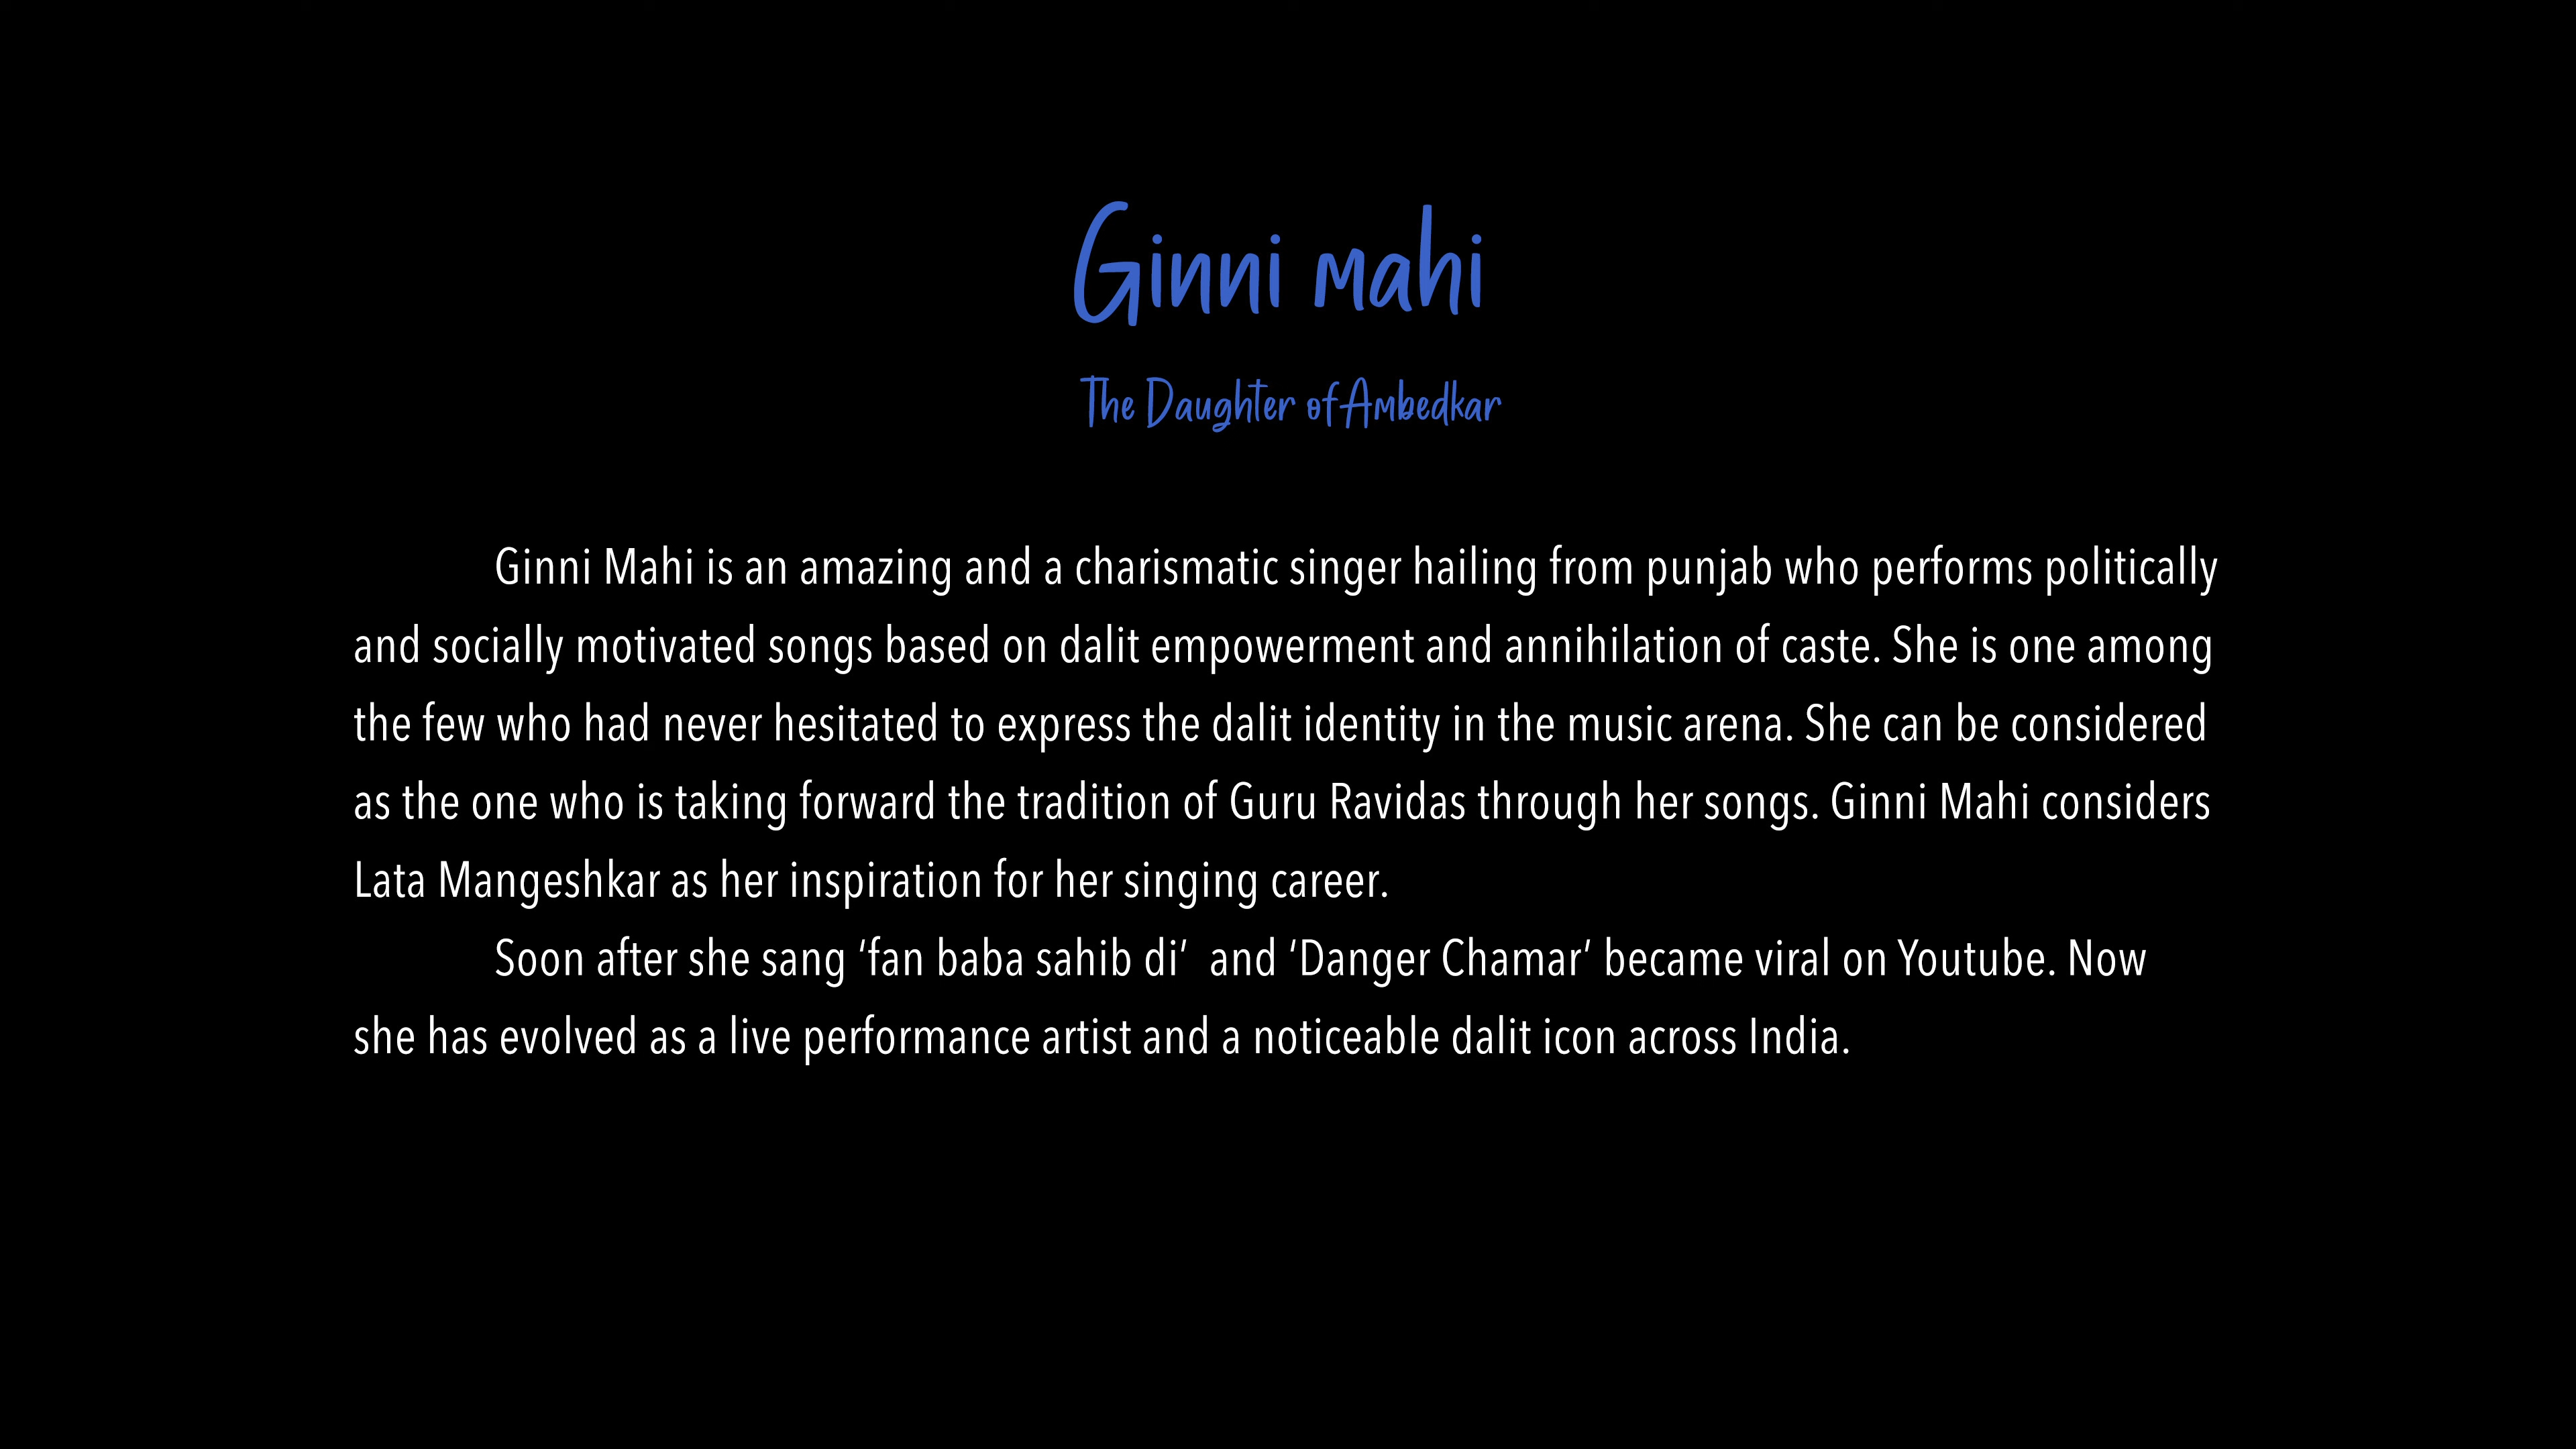 Ginni mahi
The Daughter of Ambedkar
Ginni Mahi is an amazing and a charismatic singer hailing from punjab who performs politically
and socially motivated songs based on dalit empowerment and annihilation of caste. She is one among
the few who had never hesitated to express the dalit identity in the music arena. She can be considered
as the one who is taking forward the tradition of Guru Ravidas through her songs. Ginni Mahi considers
Lata Mangeshkar as her inspiration for her singing career.
Soon after she sang ‘fan baba sahib di’  and ‘Danger Chamar’ became viral on Youtube. Now
she has evolved as a live performance artist and a noticeable dalit icon across India.